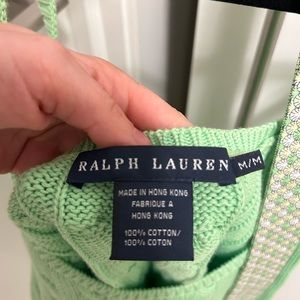 RALPH LAUREN
M/M
MADE IN HONG KONG
FABRIQUE A
HONG KONG
100% COTTON/
100% COTON